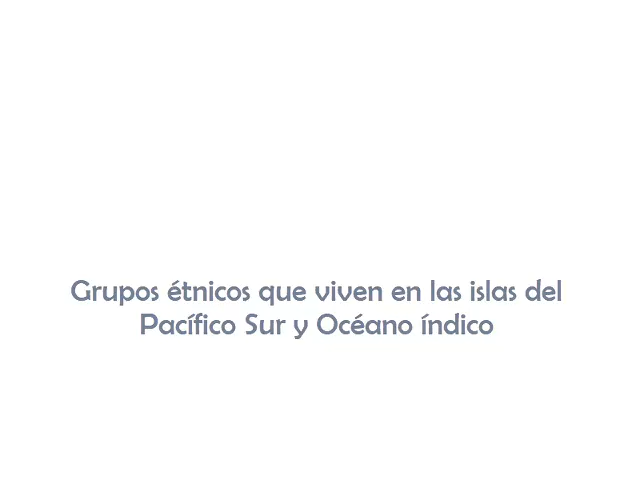 Grupos étnicos que viven en las islas del
Pacífico Sur y Océano índico